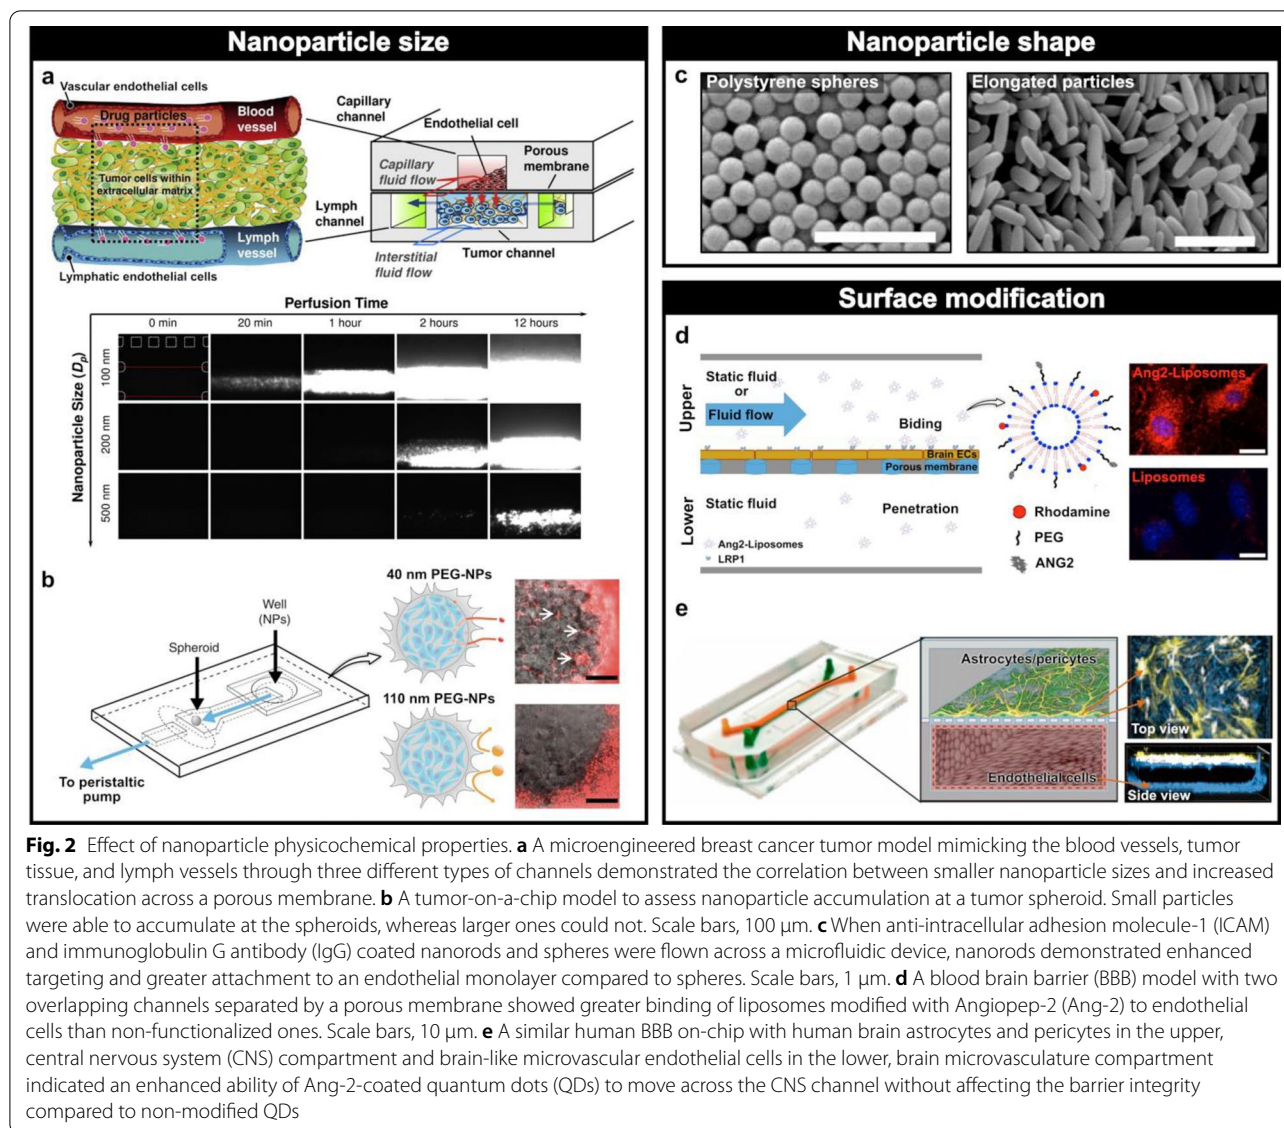 Nanoparticle size
a
Vascular endothelial cells
Drug particles
Blood
vessel
Tumor cells within
extracellular matrix
Lymph
vessel
Lymphatic endothelial cells
Capillary
channel
Endothelial cell
Porous
membrane
Capillary
fluid flow
Lymph
channel
Interstitial
fluid flow
Tumor channel
Perfusion Time
0 min
20 min
1 hour
2 hours
12 hours
Nanoparticle Size (Dp)
100 nm
200 nm
500 nm
b
Well
(NPs)
Spheroid
To peristaltic
pump
40 nm PEG-NPs
110 nm PEG-NPs
Nanoparticle shape
c
Polystyrene spheres
Elongated particles
Surface modification
d
Upper
Static fluid
or
Fluid flow
Biding
Brain ECs
Porous membrane
Lower
Static fluid
Penetration
Ang2-Liposomes
LRP1
Rhodamine
PEG
ANG2
Ang2-Liposomes
Liposomes
e
Astrocytes/pericytes
Endothelial cells
Top view
Side view
Fig. 2 Effect of nanoparticle physicochemical properties. a A microengineered breast cancer tumor model mimicking the blood vessels, tumor
tissue, and lymph vessels through three different types of channels demonstrated the correlation between smaller nanoparticle sizes and increased
translocation across a porous membrane. b A tumor-on-a-chip model to assess nanoparticle accumulation at a tumor spheroid. Small particles
were able to accumulate at the spheroids, whereas larger ones could not. Scale bars, 100 μm. c When anti-intracellular adhesion molecule-1 (ICAM)
and immunoglobulin G antibody (IgG) coated nanorods and spheres were flown across a microfluidic device, nanorods demonstrated enhanced
targeting and greater attachment to an endothelial monolayer compared to spheres. Scale bars, 1 μm. d A blood brain barrier (BBB) model with two
overlapping channels separated by a porous membrane showed greater binding of liposomes modified with Angiopep-2 (Ang-2) to endothelial
cells than non-functionalized ones. Scale bars, 10 μm. e A similar human BBB on-chip with human brain astrocytes and pericytes in the upper,
central nervous system (CNS) compartment and brain-like microvascular endothelial cells in the lower, brain microvasculature compartment
indicated an enhanced ability of Ang-2-coated quantum dots (QDs) to move across the CNS channel without affecting the barrier integrity
compared to non-modified QDs